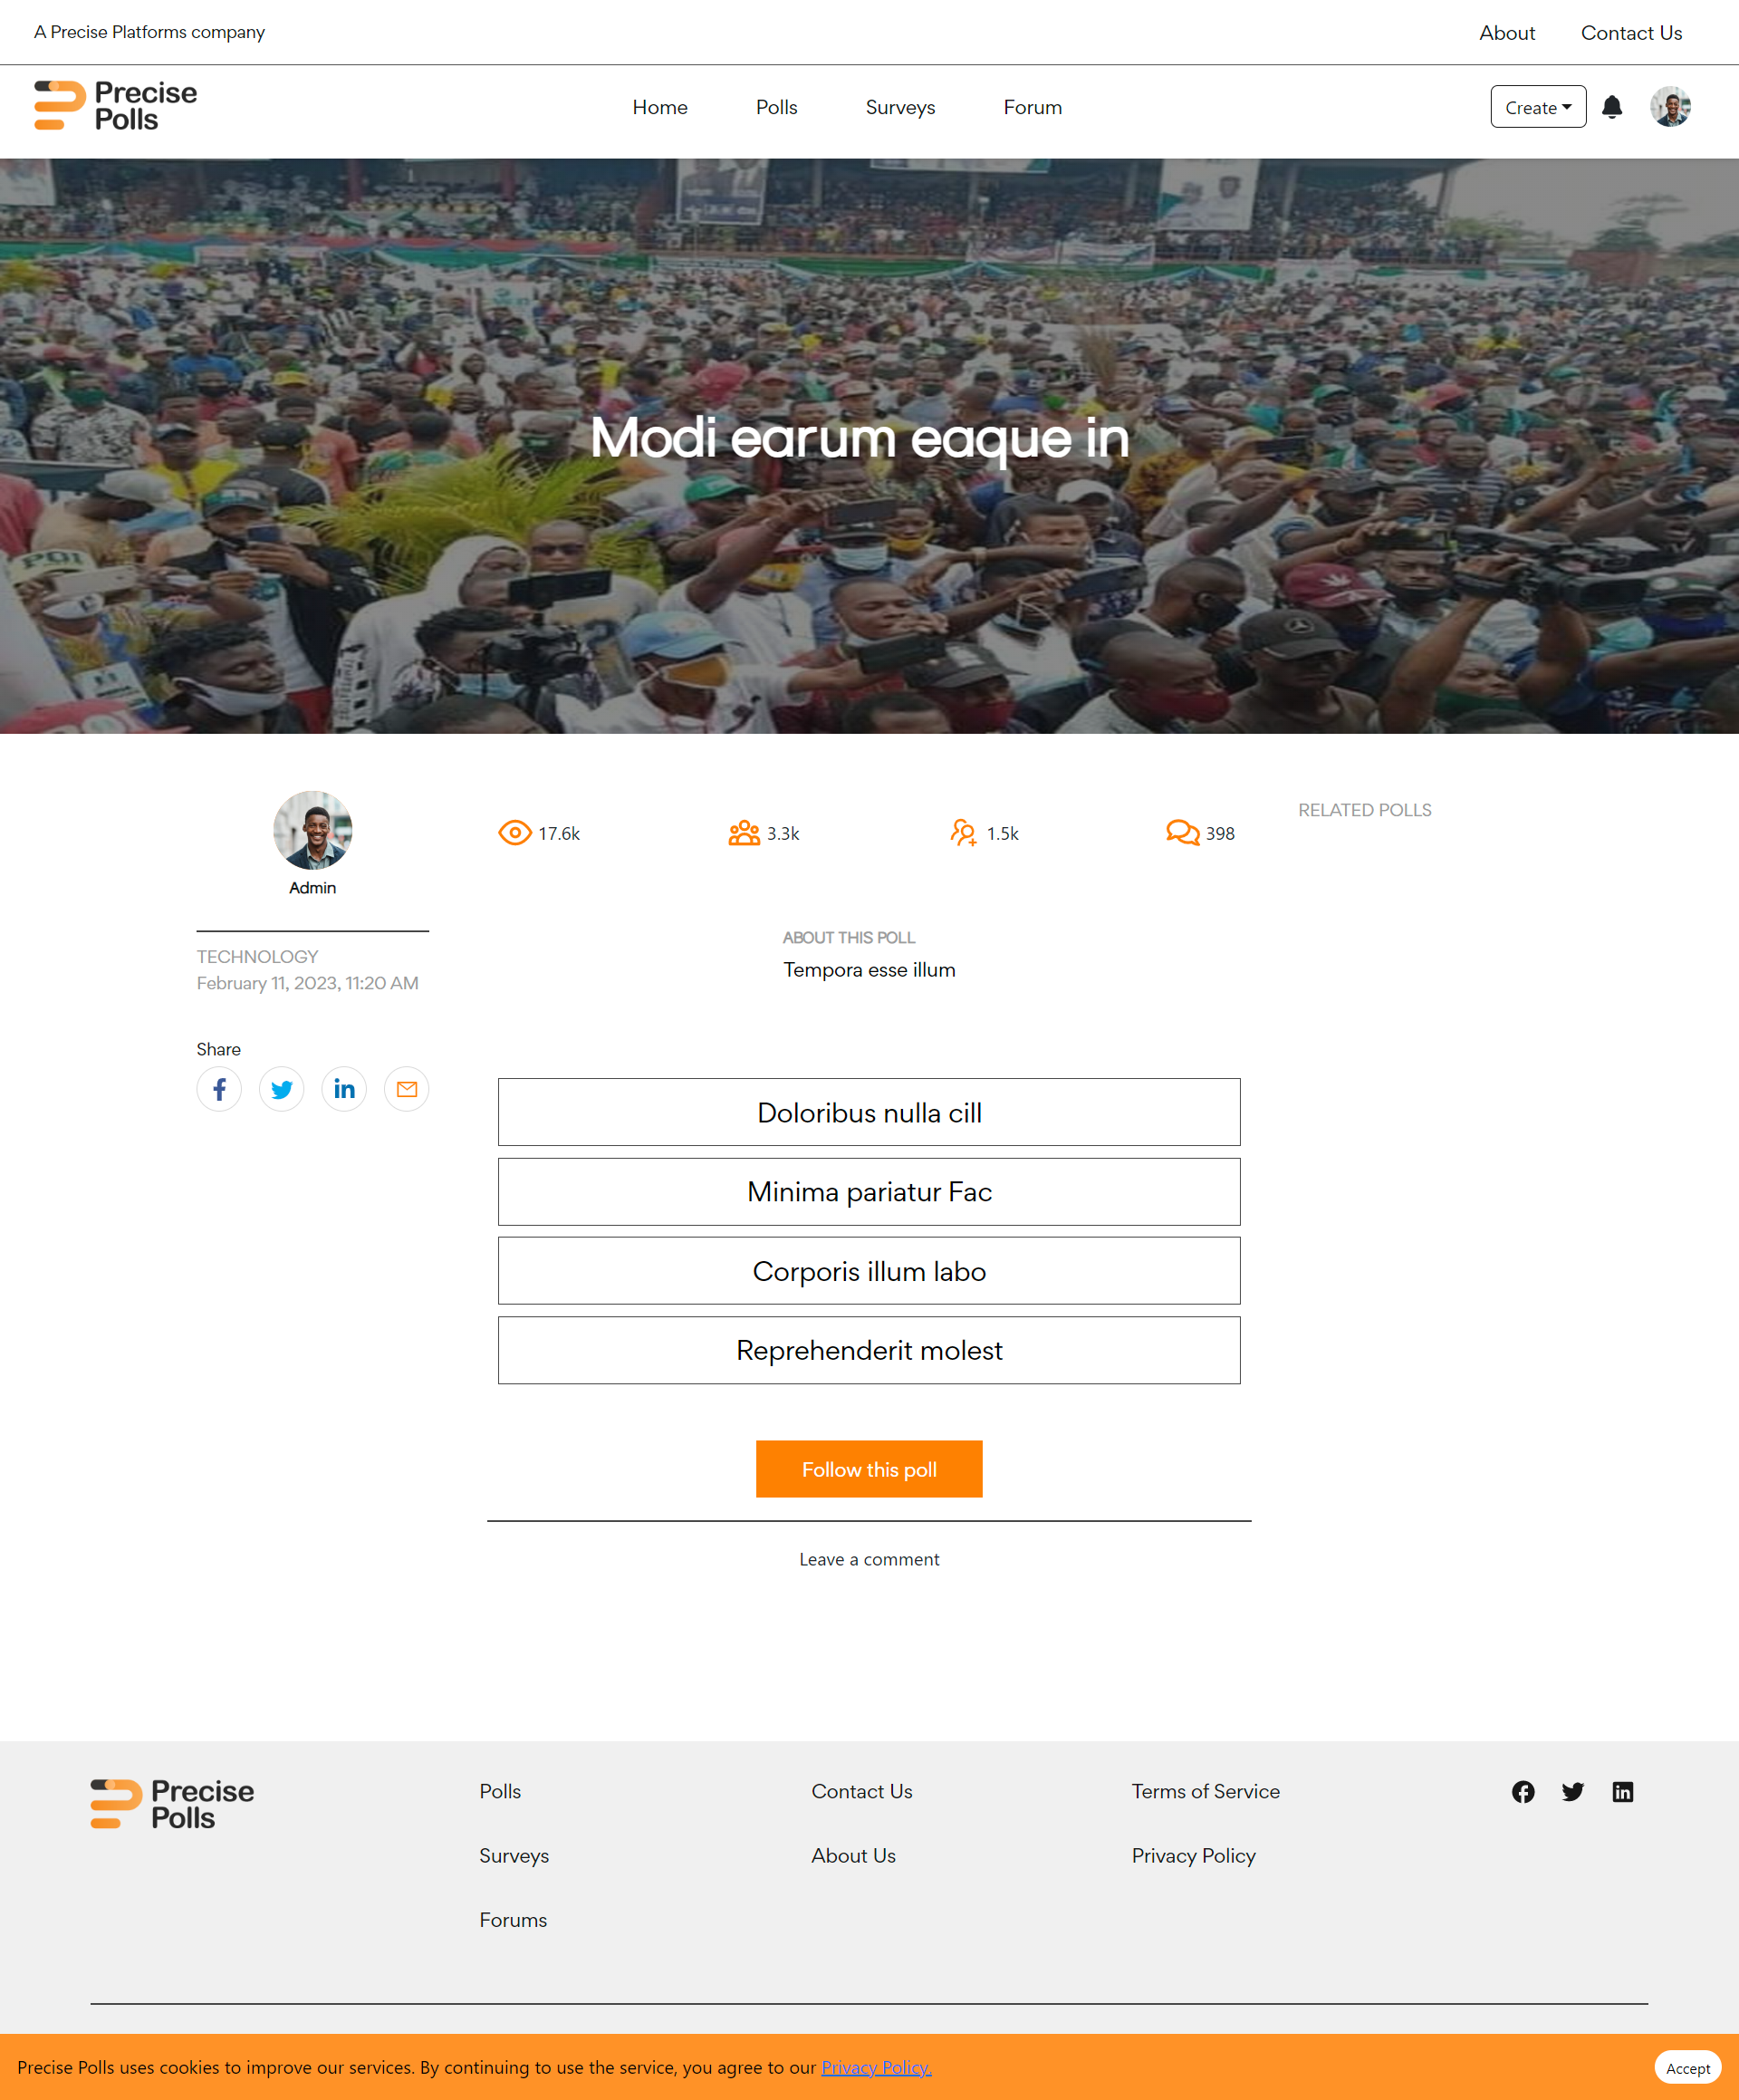 A Precise Platforms company
About
Contact Us
Precise
Polls
Home
Polls
Surveys
Forum
Create
Modi earum eaque in
Admin
TECHNOLOGY
February 11, 2023, 11:20 AM
Share
17.6k
3.3k
1.5k
398
ABOUT THIS POLL
Tempora esse illum
Doloribus nulla cill
Minima pariatur Fac
Corporis illum labo
Reprehenderit molest
Follow this poll
Leave a comment
RELATED POLLS
Precise
Polls
Polls
Surveys
Forums
Contact Us
About Us
Terms of Service
Privacy Policy
Precise Polls uses cookies to improve our services. By continuing to use the service, you agree to our Privacy Policy.
Accept